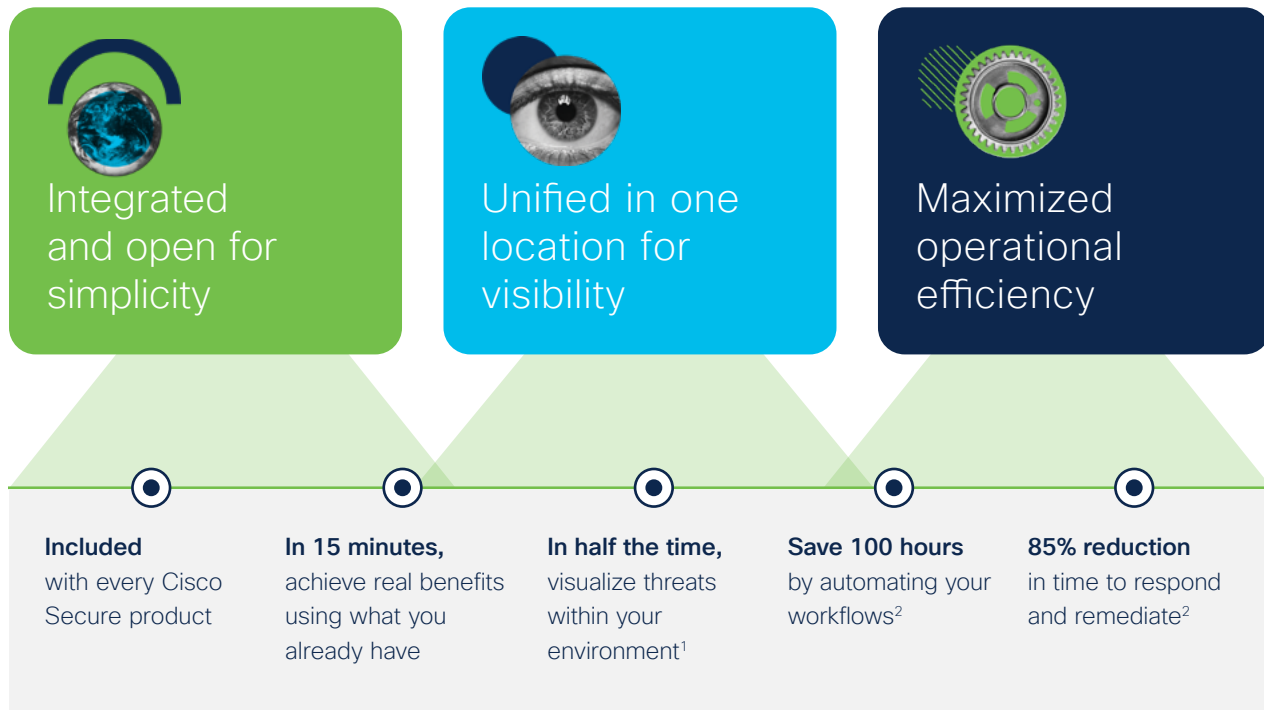 Integrated
and open for
simplicity
Unified in one
location for
visibility
Maximized
operational
efficiency
Included
with every Cisco
Secure product
In 15 minutes,
achieve real benefits
using what you
already have
In half the time,
visualize threats
within your
environment¹
Save 100 hours
by automating your
workflows²
85% reduction
in time to respond
and remediate²